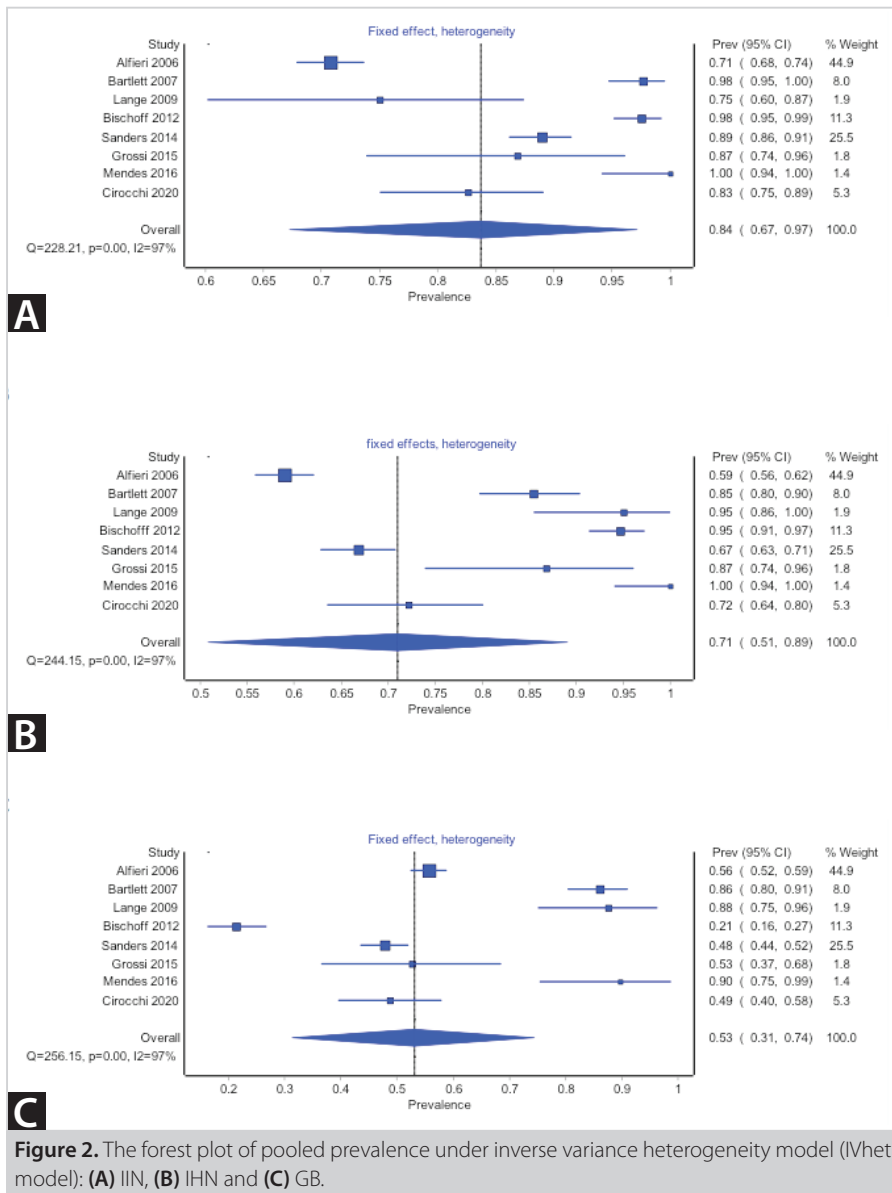 Fixed effect, heterogeneity
Study Prev (95% CI) % Weight
Alfieri 2006 0.71 ( 0.68, 0.74) 44.9
Bartlett 2007 0.98 ( 0.95, 1.00) 8.0
Lange 2009 0.75 ( 0.60, 0.87) 1.9
Bischoff 2012 0.98 ( 0.95, 0.99) 11.3
Sanders 2014 0.89 ( 0.86, 0.91) 25.5
Grossi 2015 0.87 ( 0.74, 0.96) 1.8
Mendes 2016 1.00 ( 0.94, 1.00) 1.4
Cirocchi 2020 0.83 ( 0.75, 0.89) 5.3
Overall 0.84 ( 0.67, 0.97) 100.0
Q=228.21, p=0.00, I2=97%
0.6 0.65 0.7 0.75 0.8 0.85 0.9 0.95 1
Prevalence
A
fixed effects, heterogeneity
Study Prev (95% CI) % Weight
Alfieri 2006 0.59 ( 0.56, 0.62) 44.9
Bartlett 2007 0.85 ( 0.80, 0.90) 8.0
Lange 2009 0.95 ( 0.86, 1.00) 1.9
Bischofff 2012 0.95 ( 0.91, 0.97) 11.3
Sanders 2014 0.67 ( 0.63, 0.71) 25.5
Grossi 2015 0.87 ( 0.74, 0.96) 1.8
Mendes 2016 1.00 ( 0.94, 1.00) 1.4
Cirocchi 2020 0.72 ( 0.64, 0.80) 5.3
Overall 0.71 ( 0.51, 0.89) 100.0
Q=244.15, p=0.00, I2=97%
0.5 0.55 0.6 0.65 0.7 0.75 0.8 0.85 0.9 0.95 1
Prevalence
B
Fixed effect, heterogeneity
Study Prev (95% CI) % Weight
Alfieri 2006 0.56 ( 0.52, 0.59) 44.9
Bartlett 2007 0.86 ( 0.80, 0.91) 8.0
Lange 2009 0.88 ( 0.75, 0.96) 1.9
Bischoff 2012 0.21 ( 0.16, 0.27) 11.3
Sanders 2014 0.48 ( 0.44, 0.52) 25.5
Grossi 2015 0.53 ( 0.37, 0.68) 1.8
Mendes 2016 0.90 ( 0.75, 0.99) 1.4
Cirocchi 2020 0.49 ( 0.40, 0.58) 5.3
Overall 0.53 ( 0.31, 0.74) 100.0
Q=256.15, p=0.00, I2=97%
0.2 0.3 0.4 0.5 0.6 0.7 0.8 0.9 1
Prevalence
C
Figure 2. The forest plot of pooled prevalence under inverse variance heterogeneity model (IVhet
model): (A) IIN, (B) IHN and (C) GB.